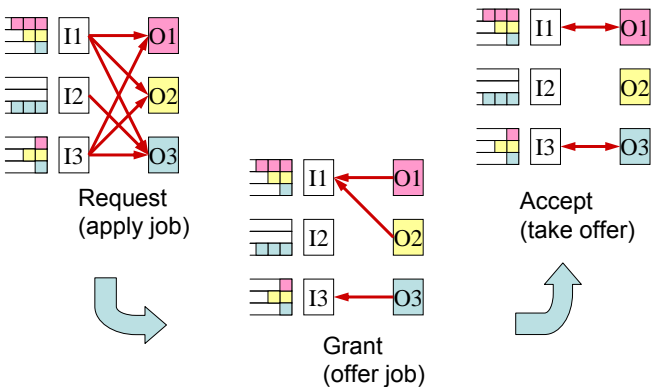 I1 O1
I2 O2
I3 O3
Request
(apply job)
I1 O1
I2 O2
I3 O3
Grant
(offer job)
I1 O1
I2 O2
I3 O3
Accept
(take offer)